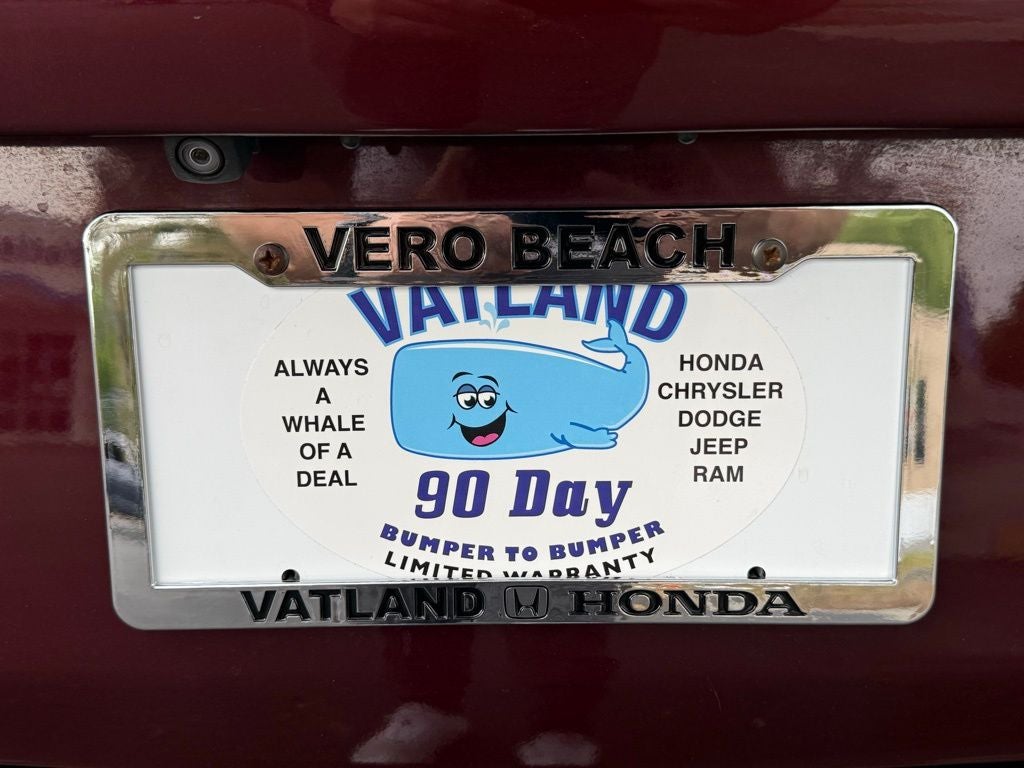 VERO BEACH
VATLAND
ALWAYS
A
WHALE
OF A
DEAL
HONDA
CHRYSLER
DODGE
JEEP
RAM
90 Day
BUMPER TO BUMPER
LIMITED WARRANTY
VATLAND HONDA